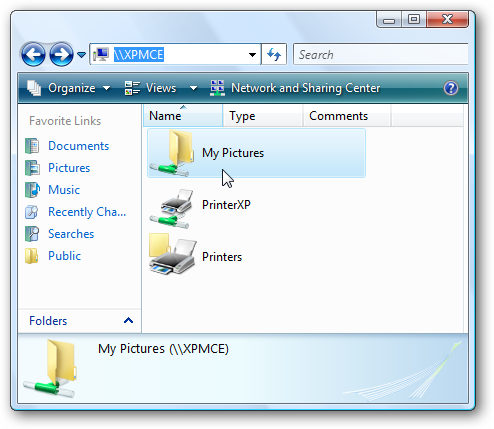 \\XPMCE
Search
Organize Views Network and Sharing Center ?
Favorite Links
Documents
Pictures
Music
Recently Cha...
Searches
Public
Folders
Name Type Comments
My Pictures
PrinterXP
Printers
My Pictures (\\XPMCE)